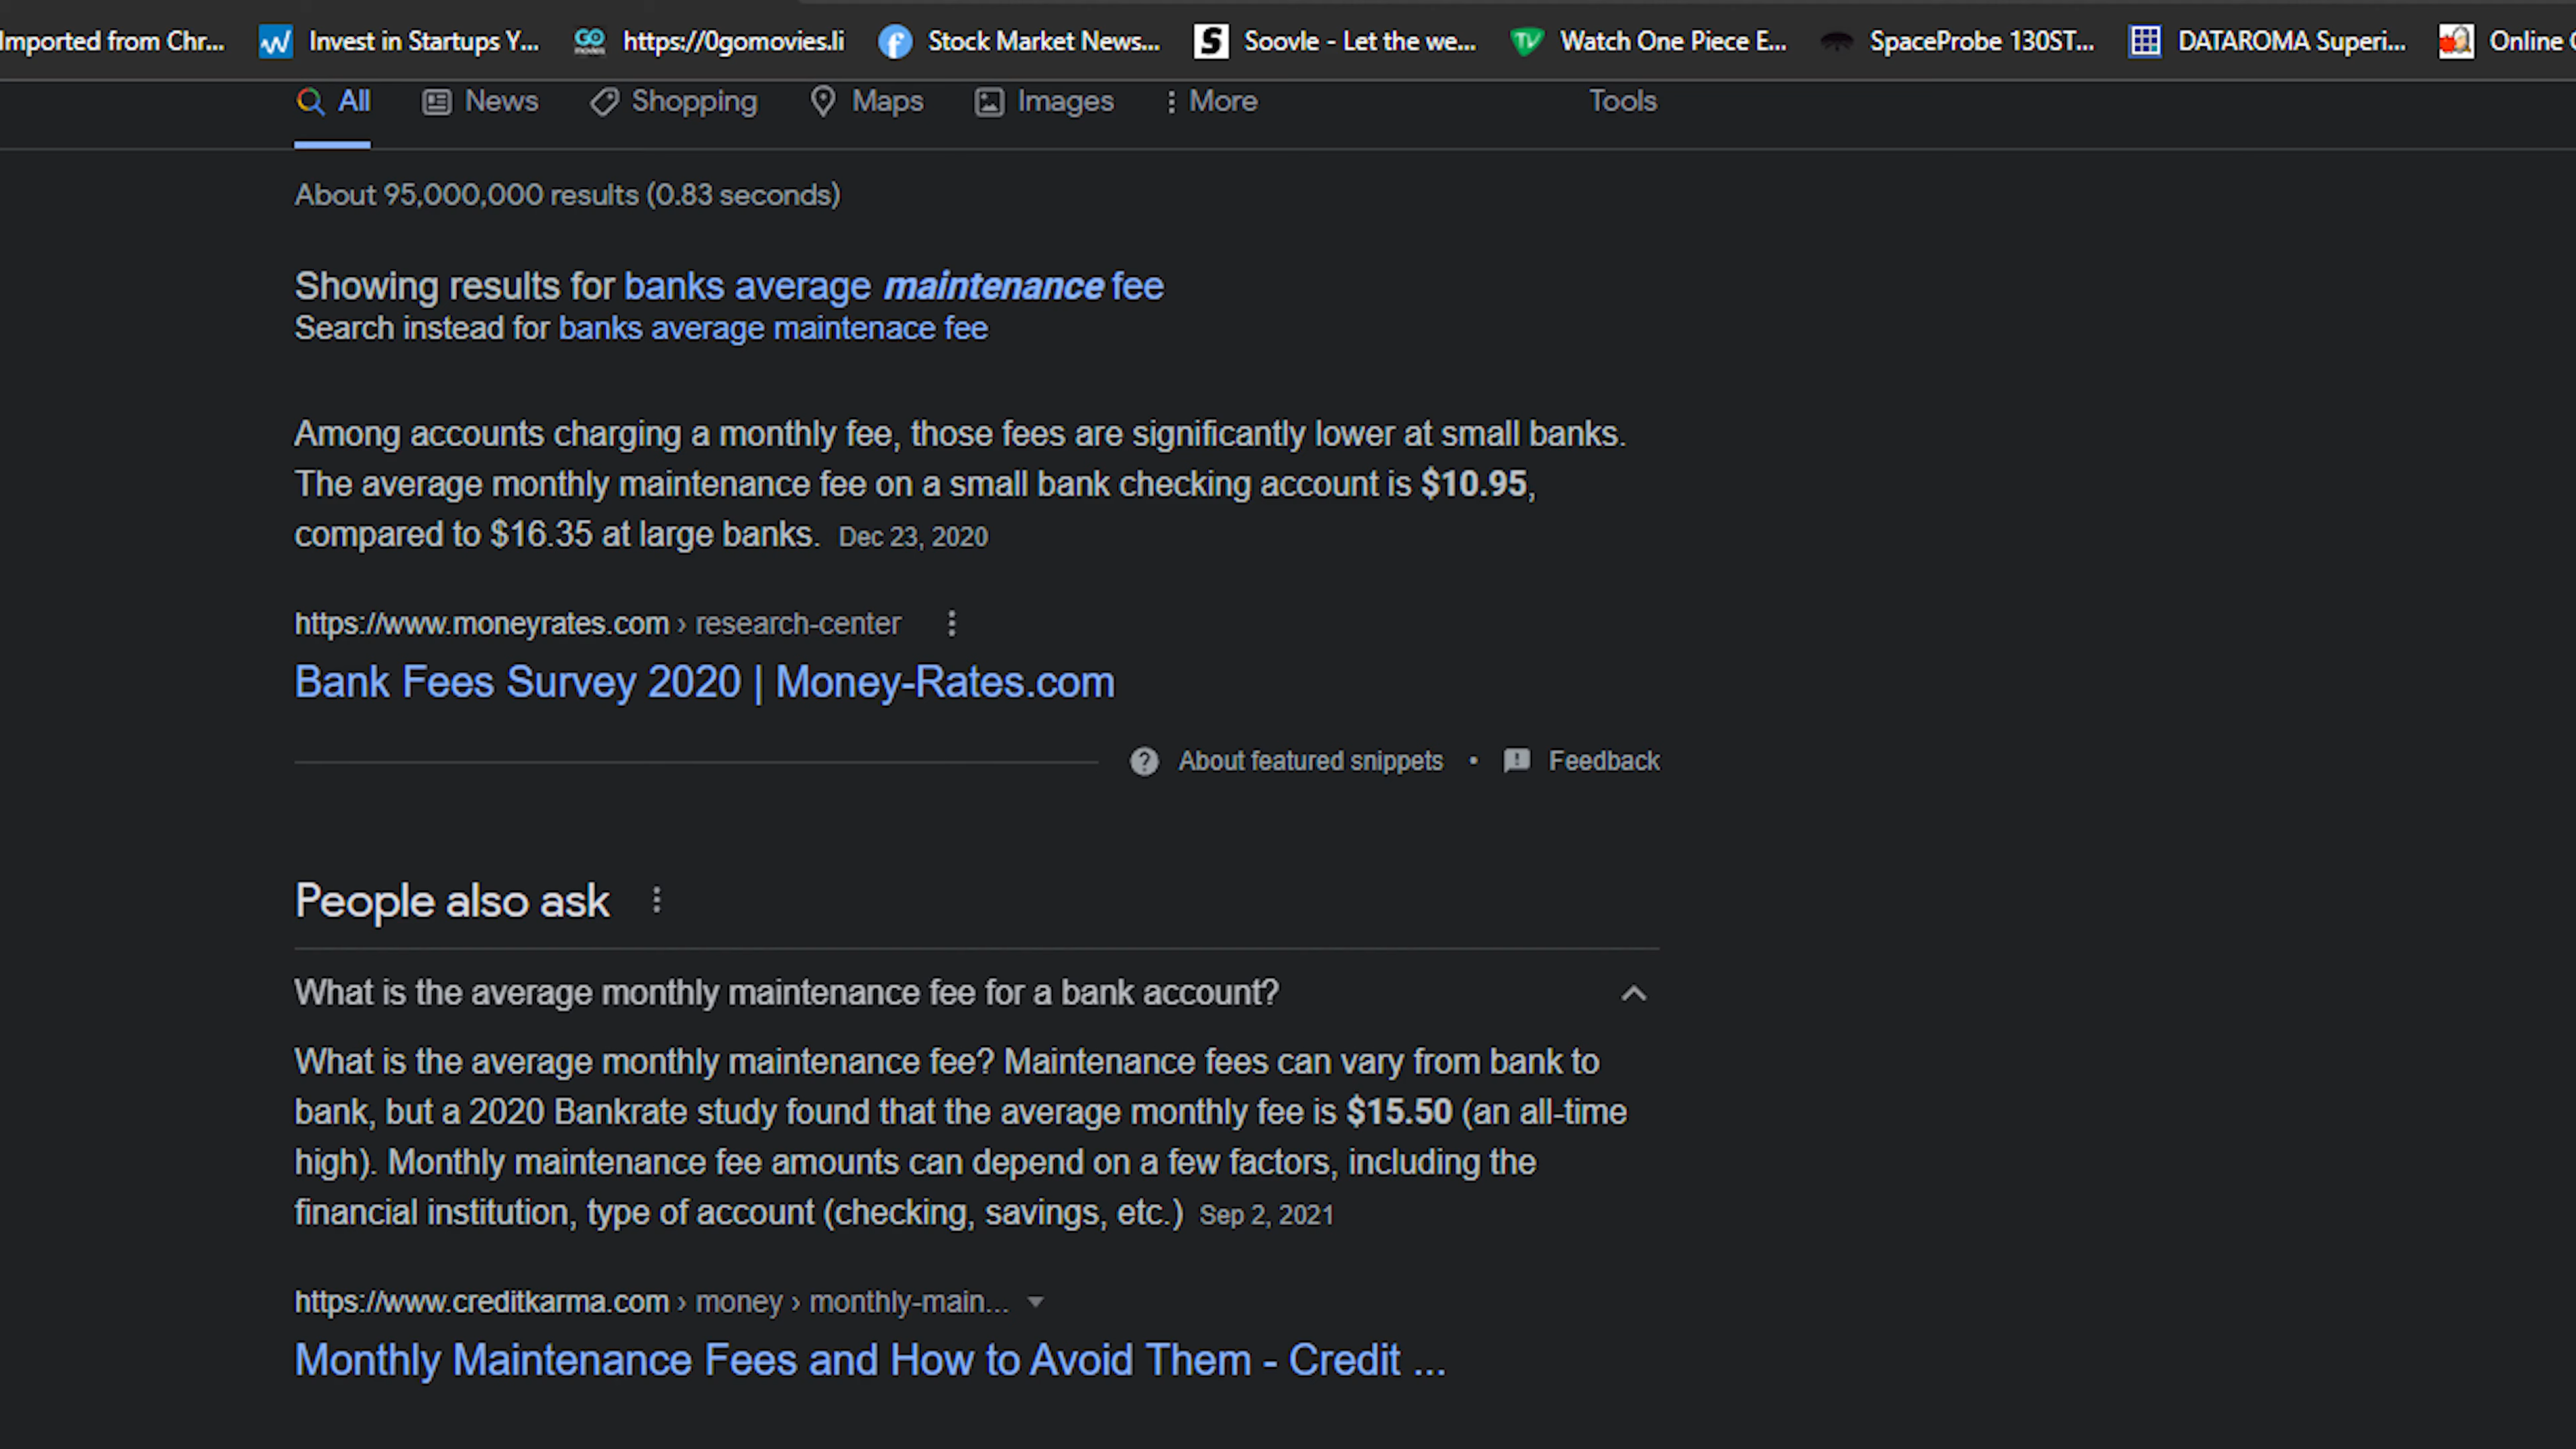 Imported from Chr... Invest in Startups Y... GO movies https://0gomovies.li f Stock Market News... S Soovle - Let the we... TV Watch One Piece E... SpaceProbe 130ST... DATAROMA Superi... Online
All News Shopping Maps Images More Tools
About 95,000,000 results (0.83 seconds)
Showing results for banks average maintenance fee
Search instead for banks average maintenace fee
Among accounts charging a monthly fee, those fees are significantly lower at small banks.
The average monthly maintenance fee on a small bank checking account is $10.95,
compared to $16.35 at large banks. Dec 23, 2020
https://www.moneyrates.com › research-center
Bank Fees Survey 2020 | Money-Rates.com
About featured snippets • Feedback
People also ask
What is the average monthly maintenance fee for a bank account?
What is the average monthly maintenance fee? Maintenance fees can vary from bank to
bank, but a 2020 Bankrate study found that the average monthly fee is $15.50 (an all-time
high). Monthly maintenance fee amounts can depend on a few factors, including the
financial institution, type of account (checking, savings, etc.) Sep 2, 2021
https://www.creditkarma.com › money › monthly-main...
Monthly Maintenance Fees and How to Avoid Them - Credit ...